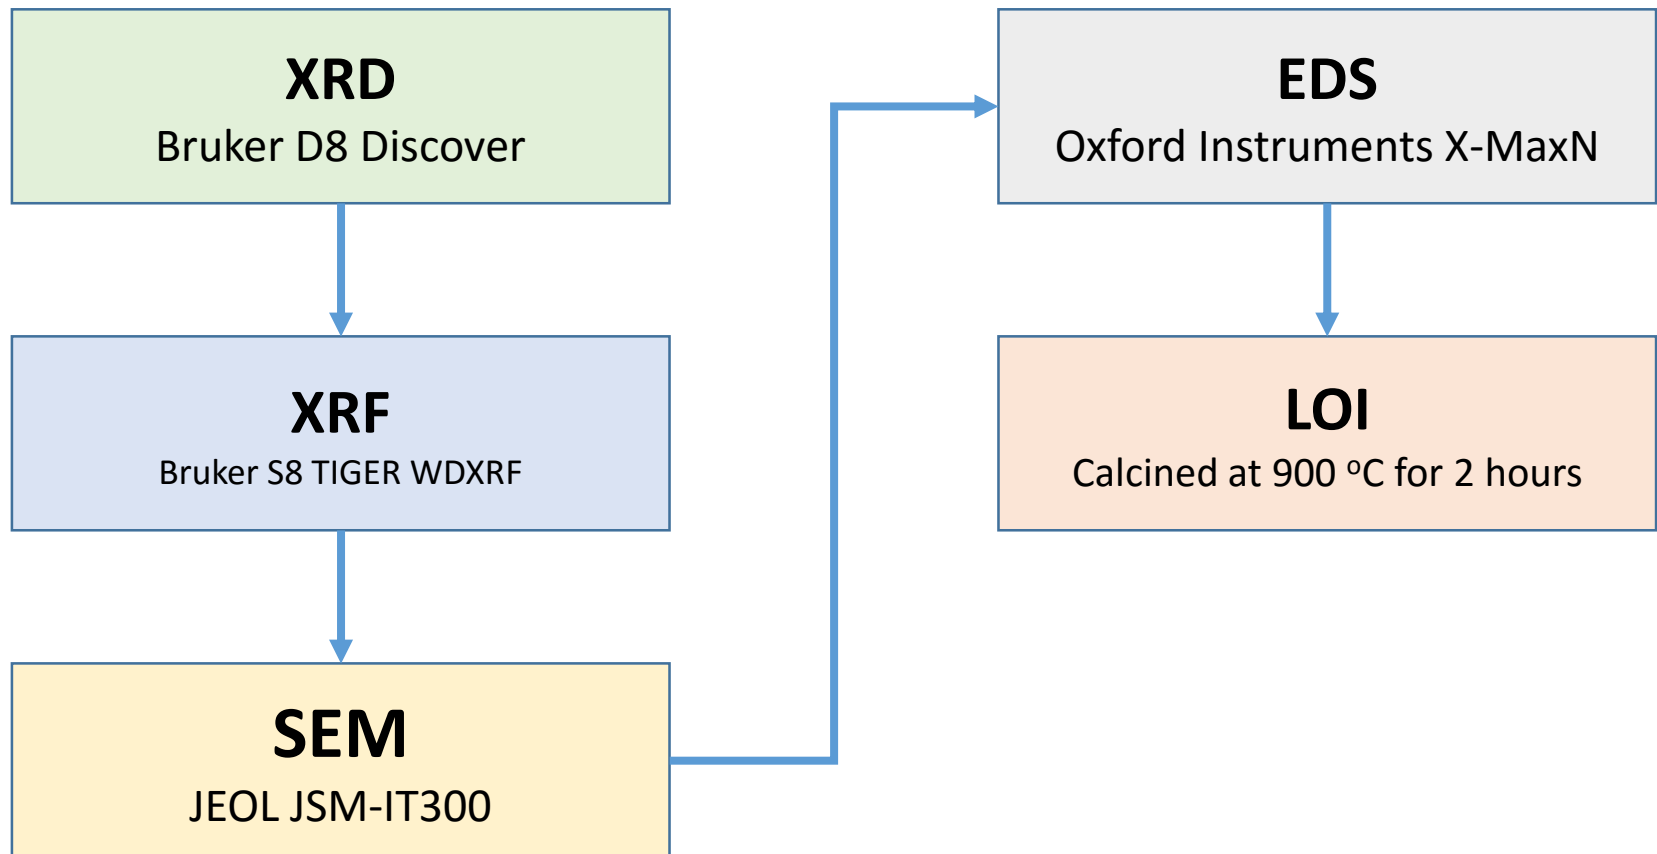 XRD
Bruker D8 Discover
XRF
Bruker S8 TIGER WDXRF
SEM
JEOL JSM-IT300
EDS
Oxford Instruments X-MaxN
LOI
Calcined at 900 ºC for 2 hours